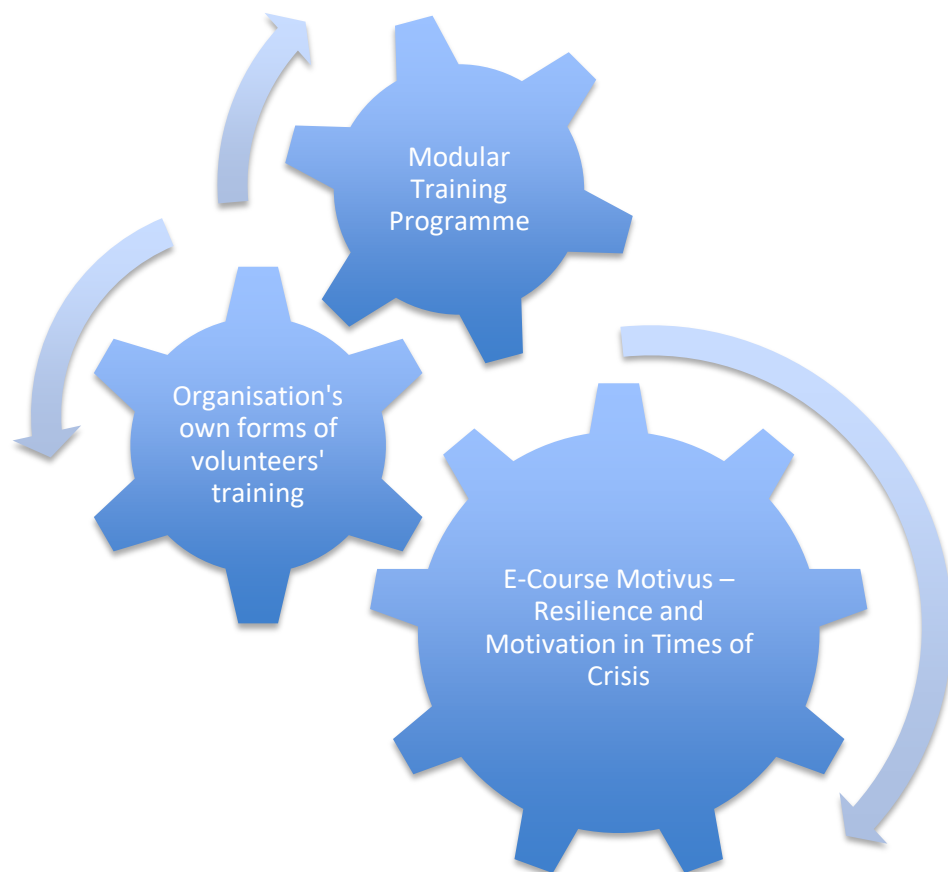 Modular
Training
Programme
Organisation's
own forms of
volunteers'
training
E-Course Motivus –
Resilience and
Motivation in Times of
Crisis